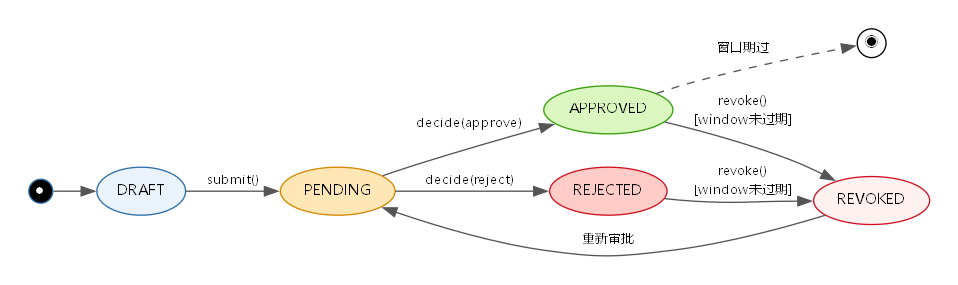 窗口期过
APPROVED
revoke()
[window未过期]
decide(approve)
DRAFT
submit()
PENDING
decide(reject)
REJECTED
revoke()
[window未过期]
REVOKED
重新审批